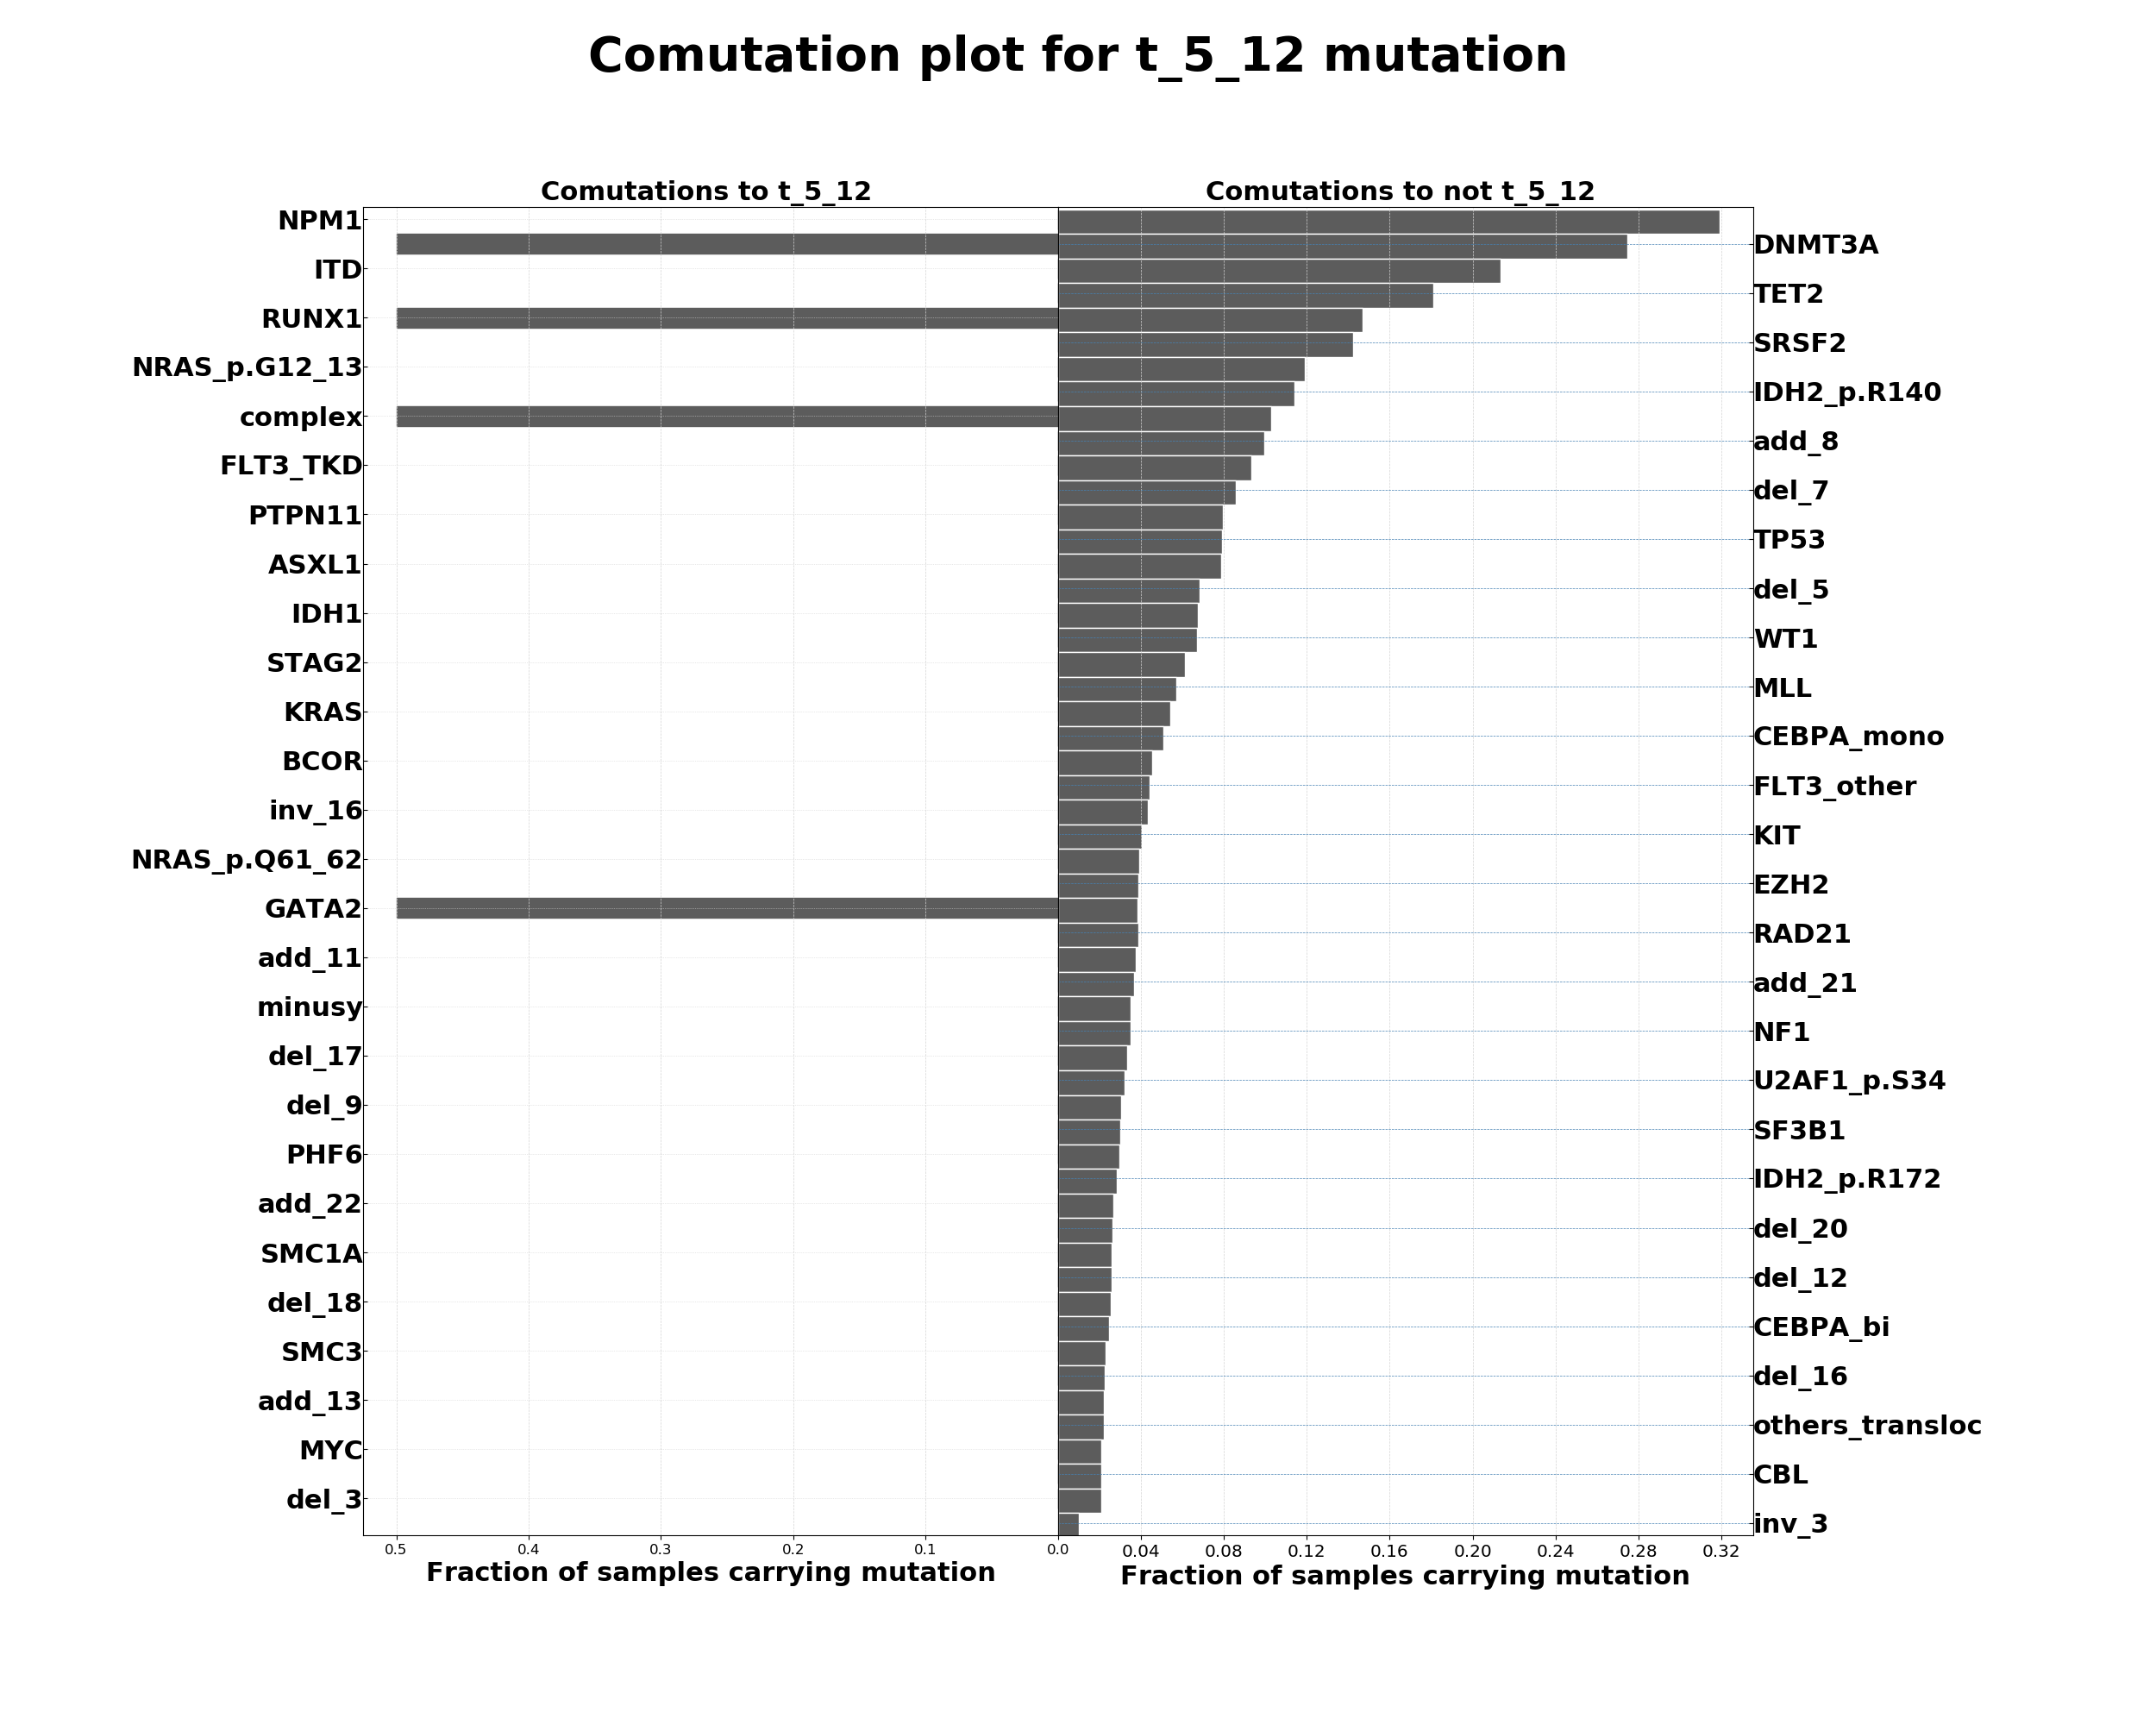 Comutation plot for t_5_12 mutation
Comutations to t_5_12
Comutations to not t_5_12
NPM1
DNMT3A
ITD
TET2
RUNX1
SRSF2
NRAS_p.G12_13
IDH2_p.R140
complex
add_8
FLT3_TKD
del_7
PTPN11
TP53
ASXL1
del_5
IDH1
WT1
STAG2
MLL
KRAS
CEBPA_mono
BCOR
FLT3_other
inv_16
KIT
NRAS_p.Q61_62
EZH2
GATA2
RAD21
add_11
add_21
minusy
NF1
del_17
U2AF1_p.S34
del_9
SF3B1
PHF6
IDH2_p.R172
add_22
del_20
SMC1A
del_12
del_18
CEBPA_bi
SMC3
del_16
add_13
others_transloc
MYC
CBL
del_3
inv_3
0.5 0.4 0.3 0.2 0.1 0.0 0.04 0.08 0.12 0.16 0.20 0.24 0.28 0.32
Fraction of samples carrying mutation
Fraction of samples carrying mutation